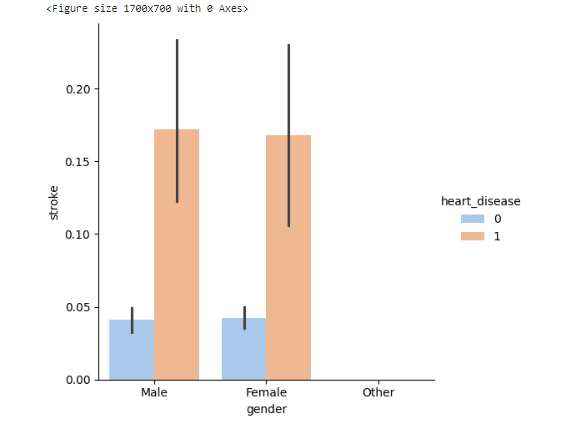 <Figure size 1700x700 with 0 Axes>
0.20
0.15
0.10
0.05
0.00
stroke
Male
Female
Other
gender
heart_disease
0
1